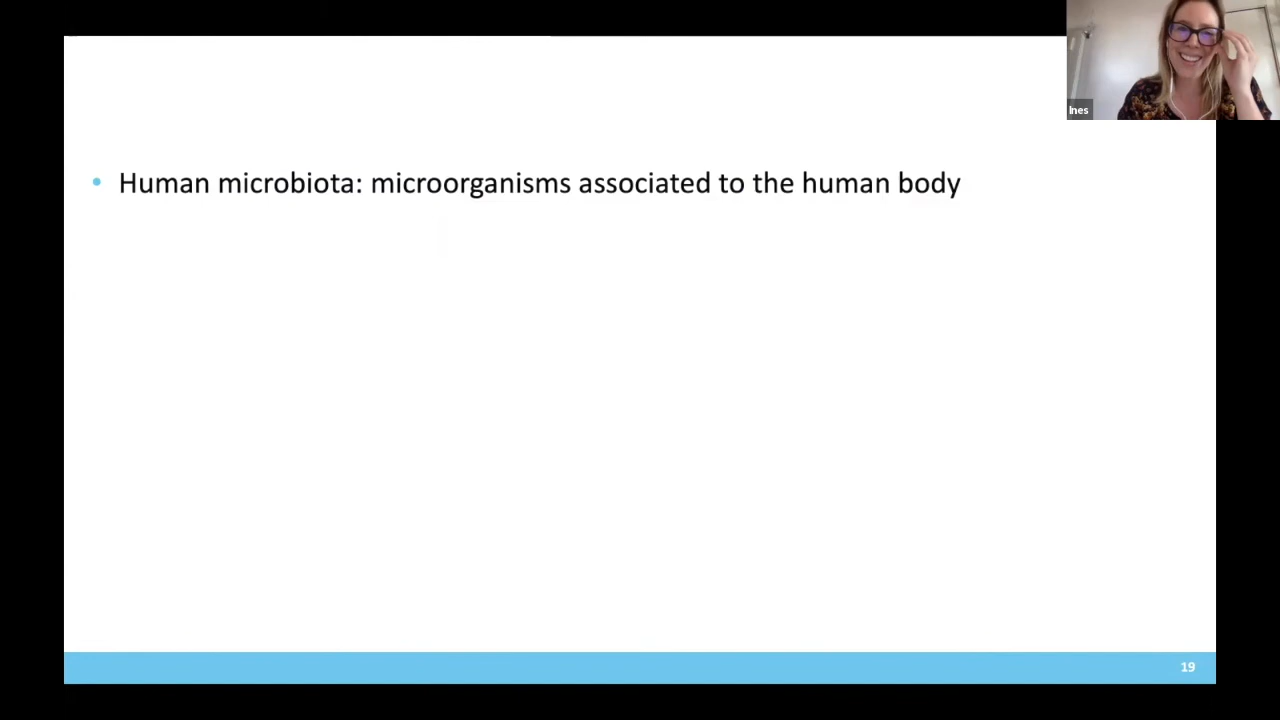 Ines
• Human microbiota: microorganisms associated to the human body
19